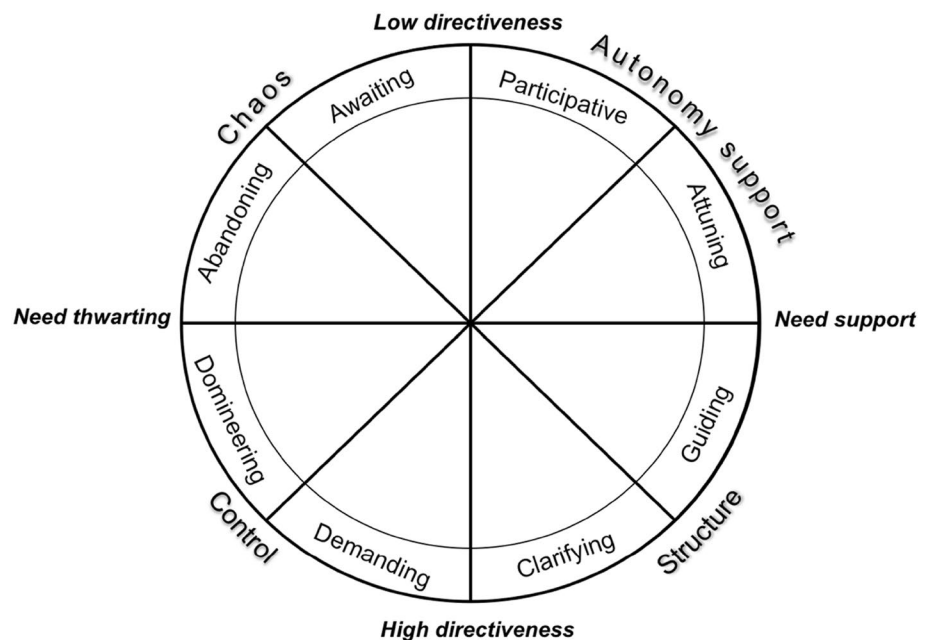 Low directiveness
Autonomy support
Chaos
Awaiting
Participative
Abandoning
Attuning
Need thwarting
Need support
Domineering
Guiding
Control
Structure
Demanding
Clarifying
High directiveness